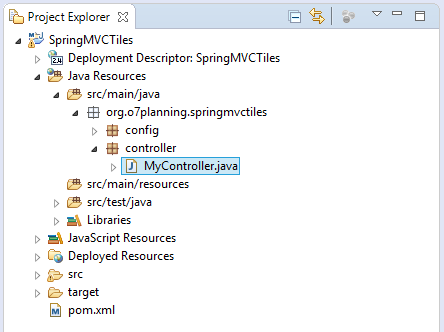 Project Explorer
SpringMVCTiles
Deployment Descriptor: SpringMVCTiles
Java Resources
src/main/java
org.o7planning.springmvctiles
config
controller
MyController.java
src/main/resources
src/test/java
Libraries
JavaScript Resources
Deployed Resources
src
target
pom.xml